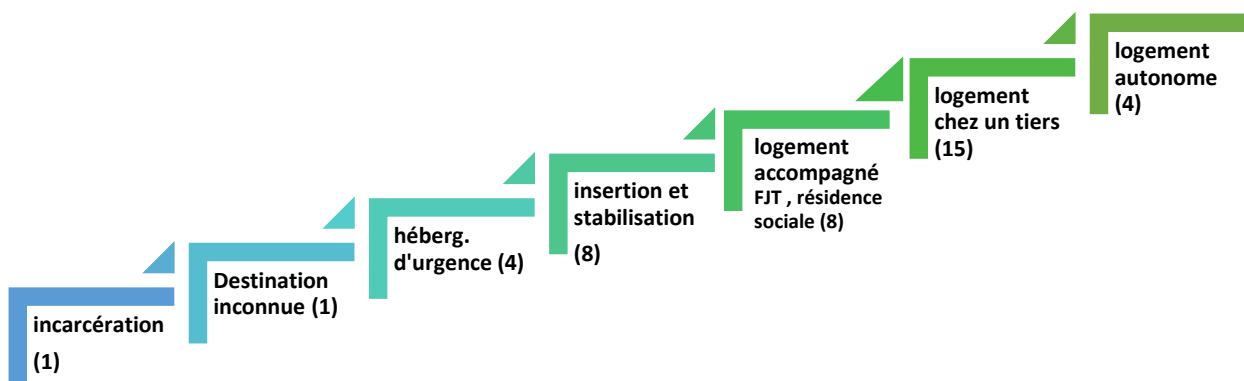 incarcération
(1)
Destination
inconnue (1)
héberg.
d'urgence (4)
insertion et
stabilisation
(8)
logement
accompagné
FJT , résidence
sociale (8)
logement
chez un tiers
(15)
logement
autonome
(4)